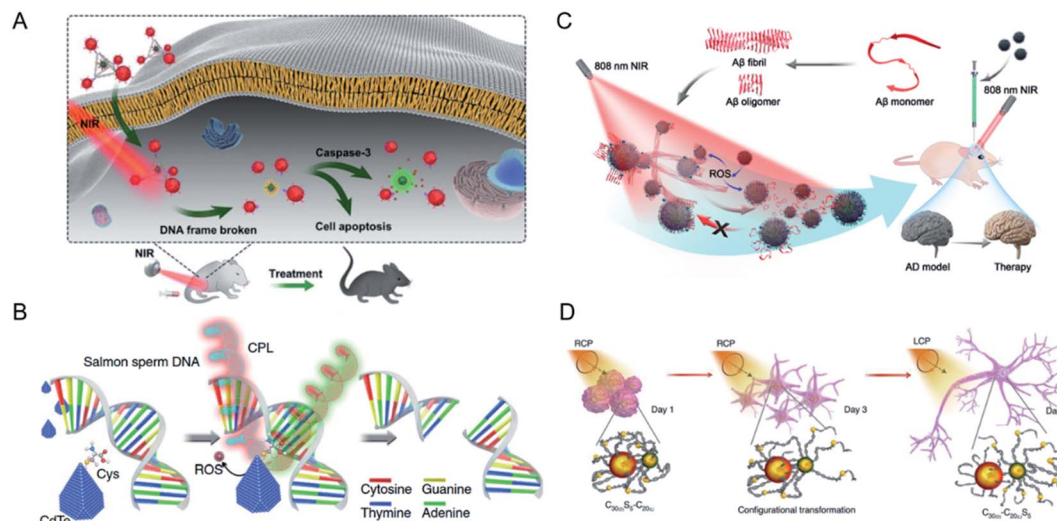 A
NIR
Caspase-3
DNA frame broken
Cell apoptosis
NIR
Treatment
B
Salmon sperm DNA
CPL
Cys
ROS
CdTe
Cytosine
Guanine
Thymine
Adenine
C
808 nm NIR
Aβ fibril
Aβ oligomer
Aβ monomer
808 nm NIR
ROS
X
AD model
Therapy
D
RCP
RCP
LCP
Day 1
Day 3
Configurational transformation